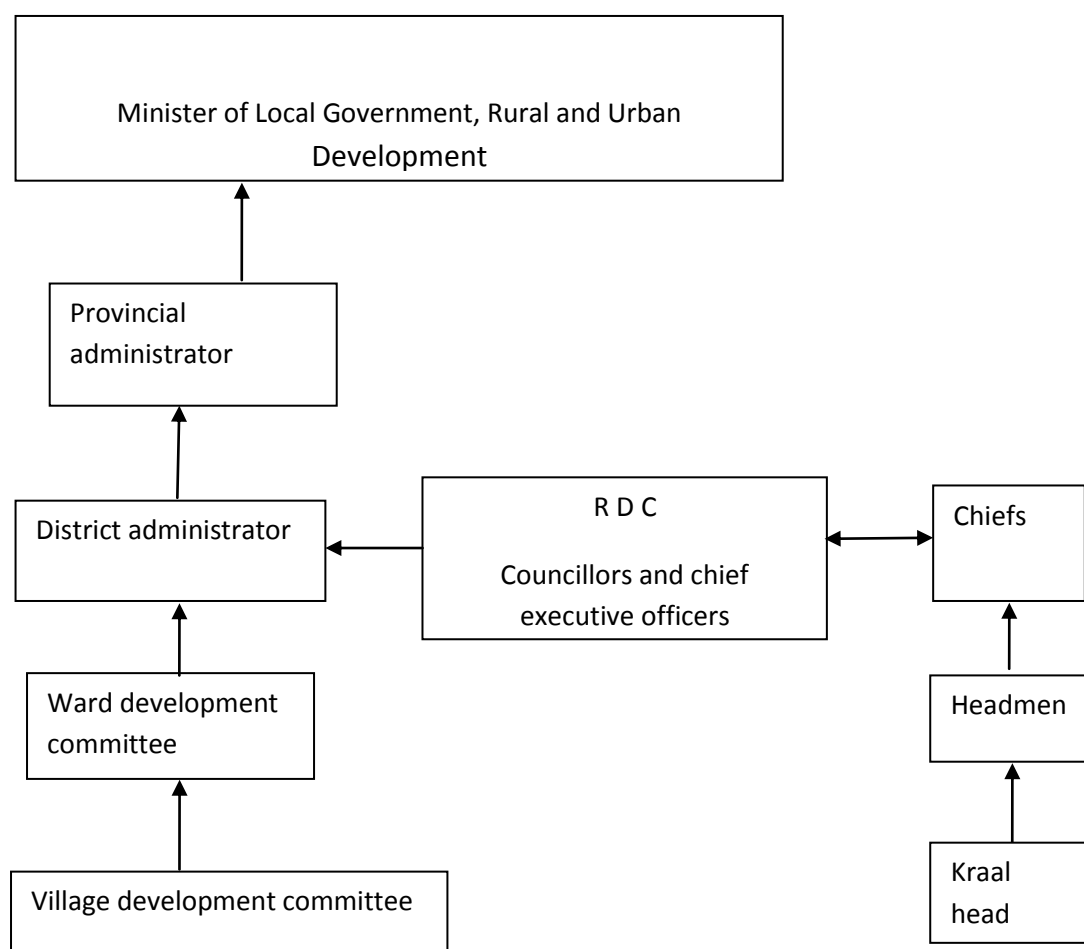 Minister of Local Government, Rural and Urban
Development
Provincial
administrator
District administrator
R D C
Councillors and chief
executive officers
Chiefs
Ward development
committee
Headmen
Village development committee
Kraal
head